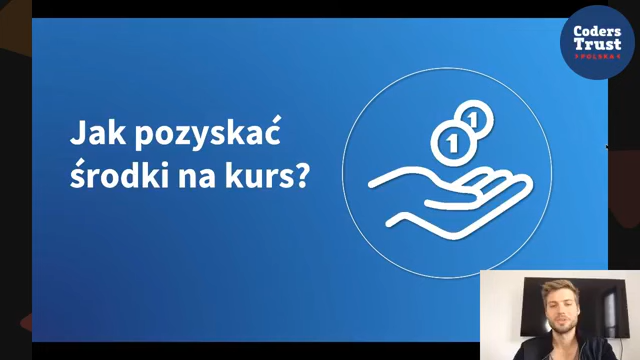 Coders
Trust
POLSKA
Jak pozyskać
środki na kurs?
1
1